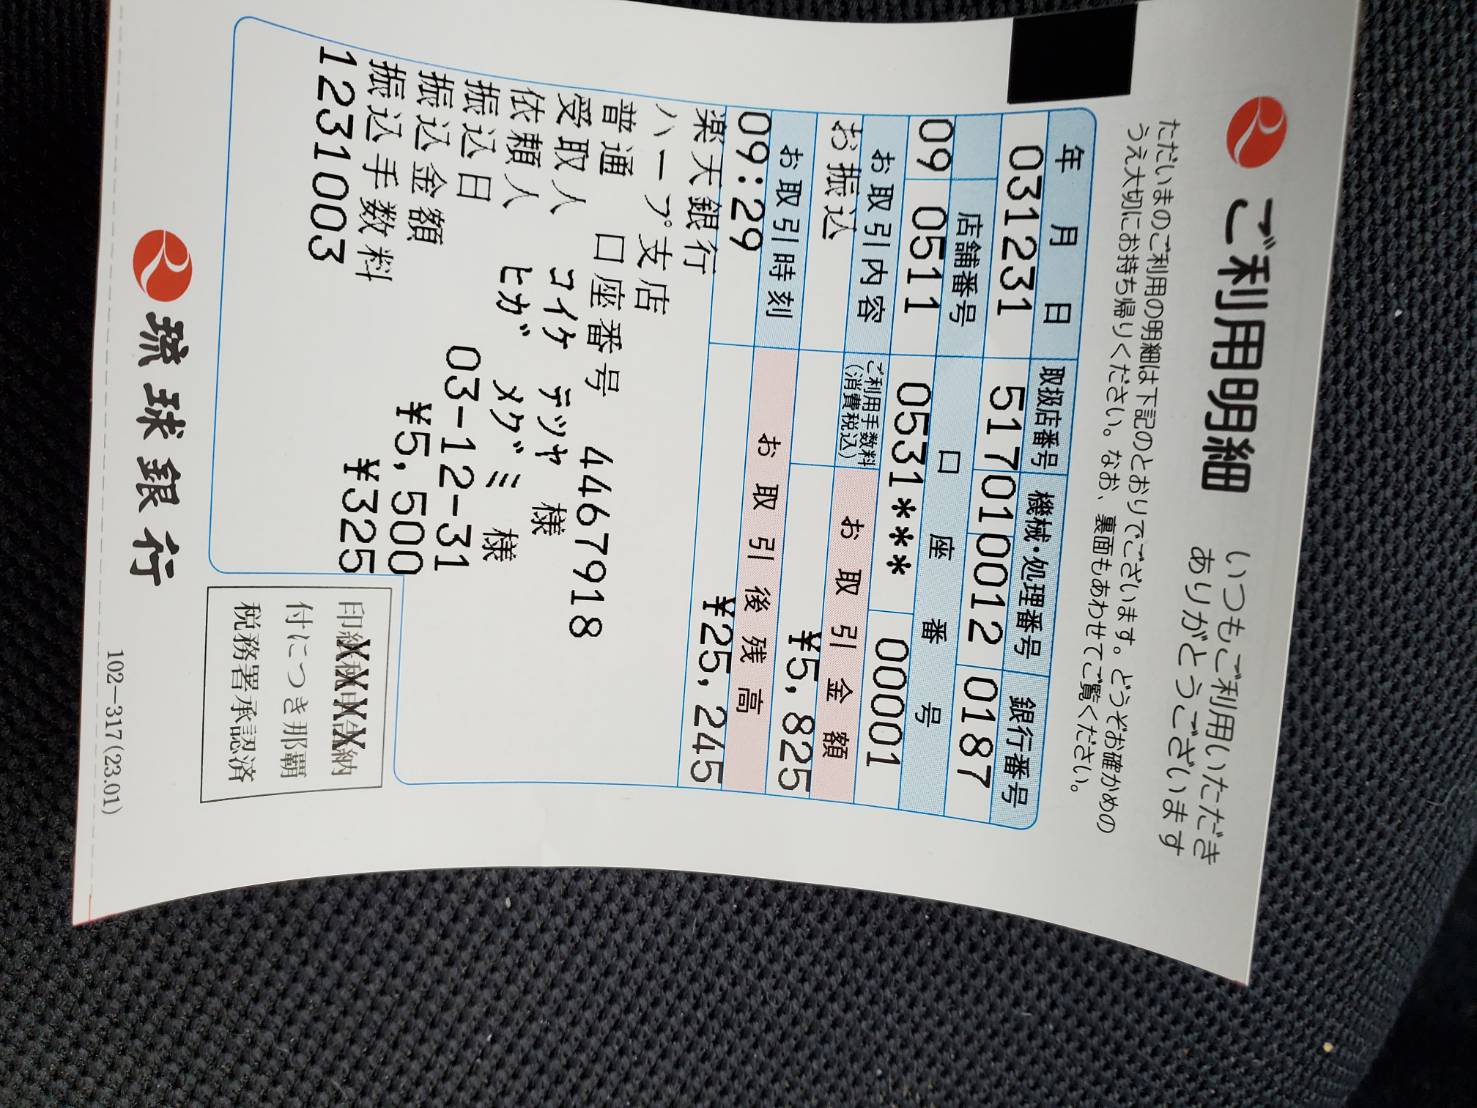 ご利用明細
いつもご利用いただき
ありがとうございます
ただいまのご利用の明細は下記のとおりでございます。どうぞお確かめの
うえ大切にお持ち帰りください。なお、裏面もあわせてご覧ください。
年 月 日 取扱店番号 機械・処理番号 銀行番号
031231 517 0100012 0187
店舗番号 口座番号
09 0511 0531*** 00001
お取引内容 ご利用手数料(消費税込) お取引金額
お振込 ¥5,825
お取引時刻 お取引後残高
09:29 ¥25,245
楽天銀行
ハープ支店
普通 口座番号 4467918
受取人 コイケ テツヤ 様
依頼人 ヒガ メグミ 様
振込日 03-12-31
振込金額 ¥5,500
振込手数料 ¥325
1231003
付につき那覇
税務署承認済
琉球銀行
102-317(23.01)